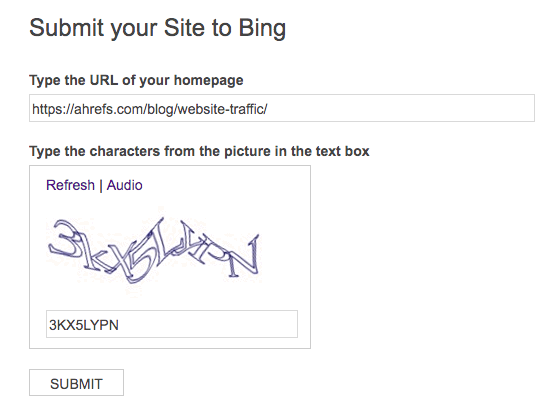 Submit your Site to Bing
Type the URL of your homepage
https://ahrefs.com/blog/website-traffic/
Type the characters from the picture in the text box
Refresh | Audio
3KX5LYPN
3KX5LYPN
SUBMIT